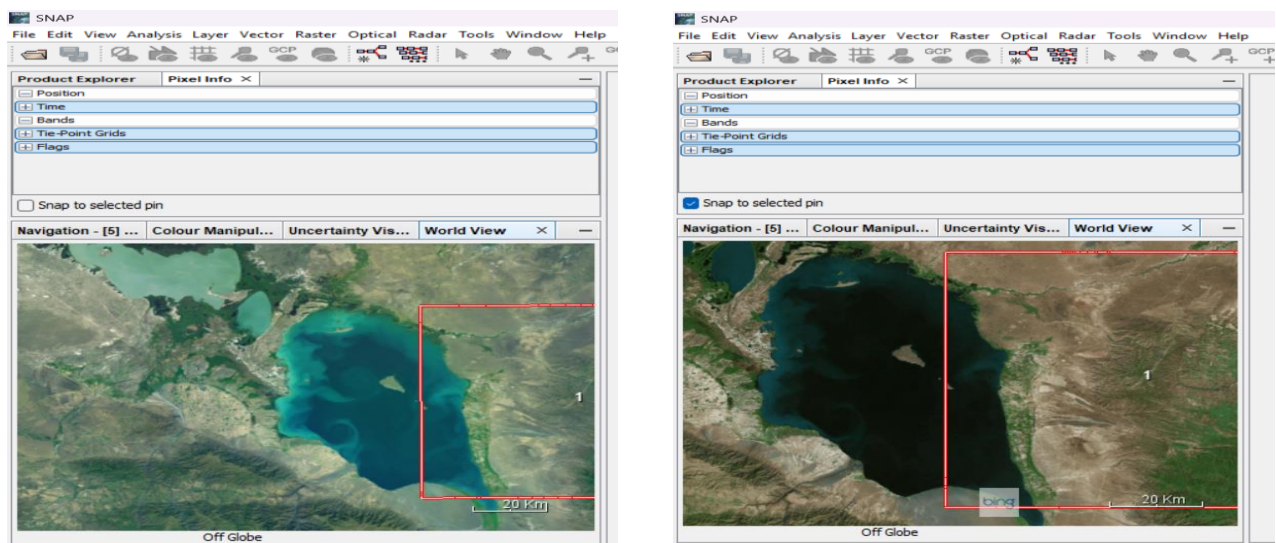 SNAP
File Edit View Analysis Layer Vector Raster Optical Radar Tools Window Help
GCP
Product Explorer Pixel Info ×
Position
Time
Bands
Tie-Point Grids
Flags
Snap to selected pin
Navigation - [5] ... Colour Manipul... Uncertainty Vis... World View ×
1
20 Km
Off Globe
SNAP
File Edit View Analysis Layer Vector Raster Optical Radar Tools Window Help
GCP
GCP
Product Explorer Pixel Info ×
Position
Time
Bands
Tie-Point Grids
Flags
Snap to selected pin
Navigation - [5] ... Colour Manipul... Uncertainty Vis... World View ×
1
bing
20 Km
Off Globe